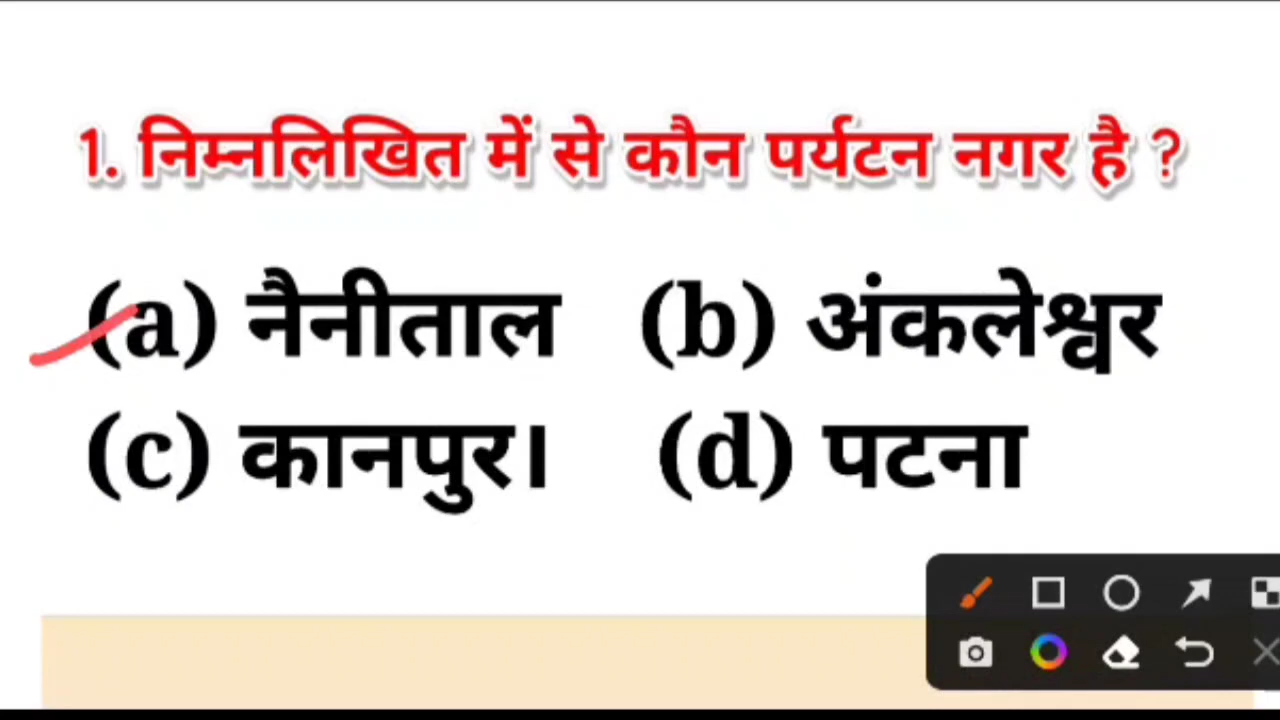 1. निम्नलिखित में से कौन पर्यटन नगर है ?
(a) नैनीताल (b) अंकलेश्वर
(c) कानपुर। (d) पटना